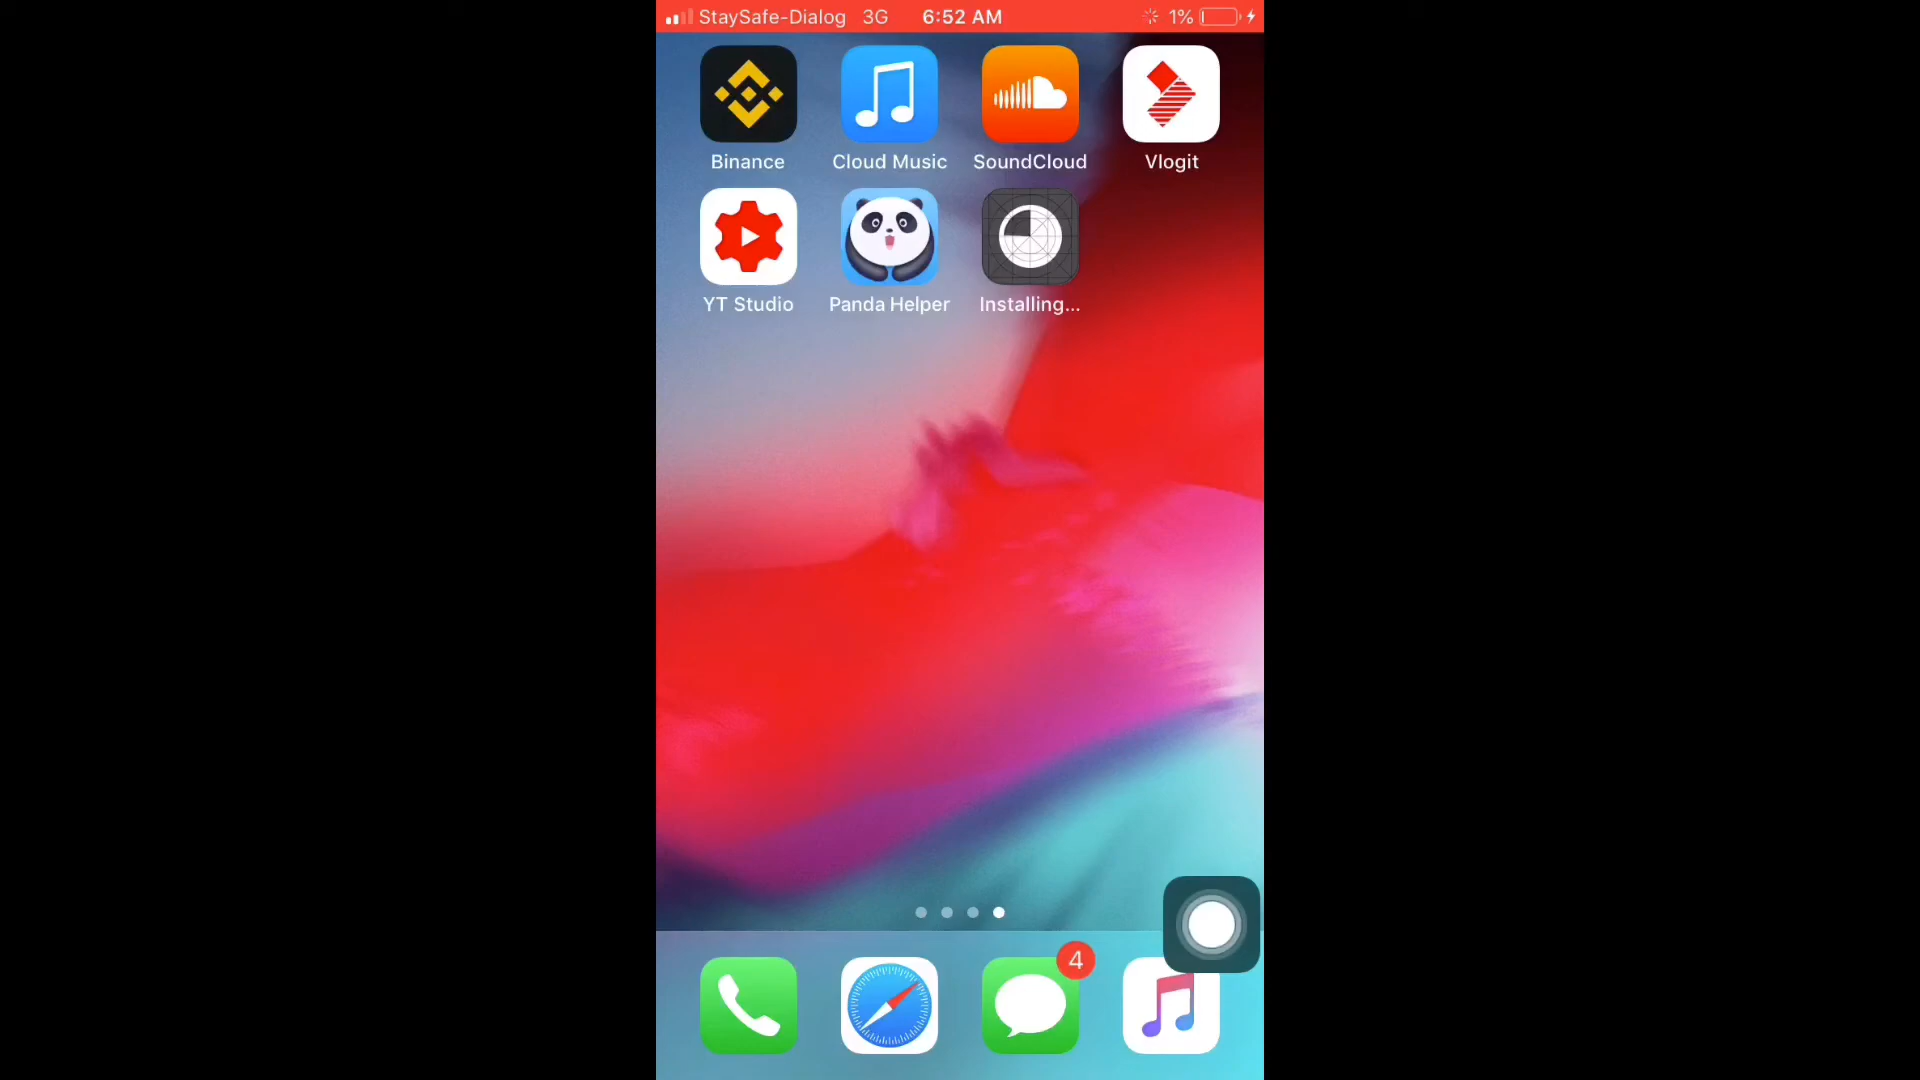 StaySafe-Dialog 3G 6:52 AM 1%
Binance Cloud Music SoundCloud Vlogit
YT Studio Panda Helper Installing...
4